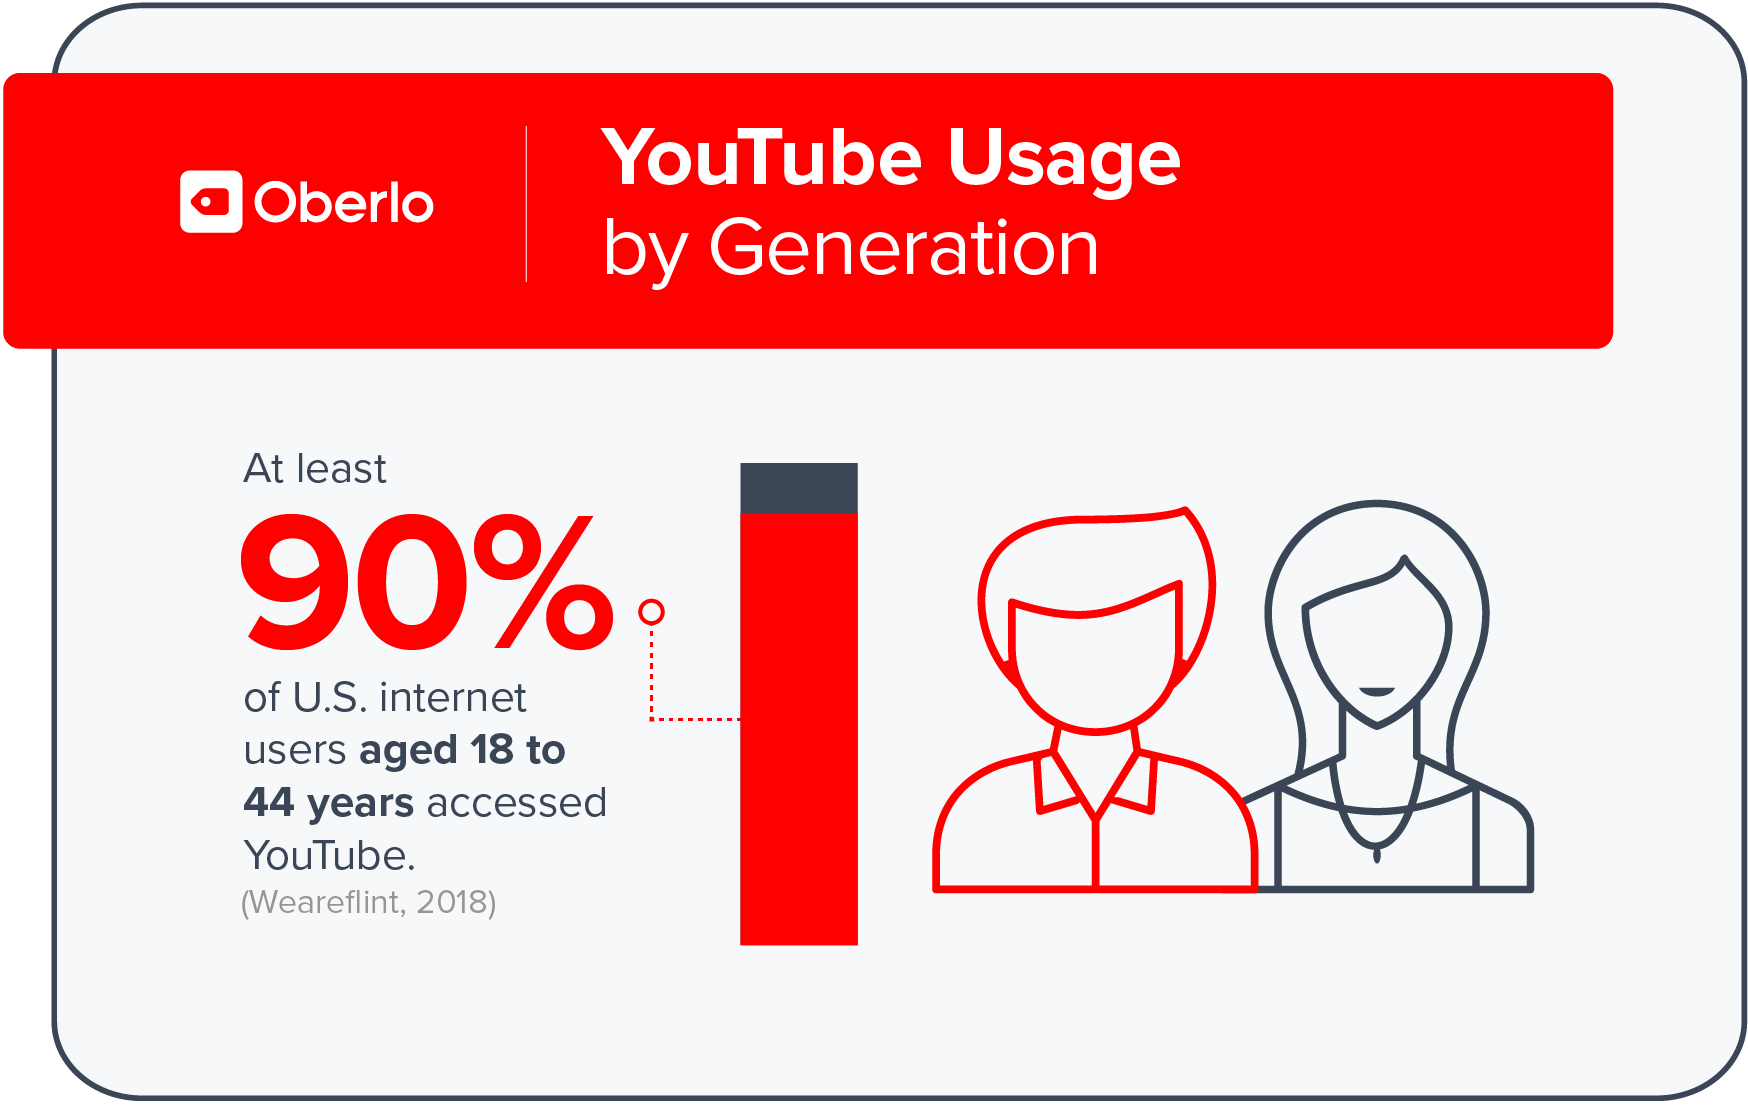 Oberlo
YouTube Usage
by Generation
At least
90%
of U.S. internet
users aged 18 to
44 years accessed
YouTube.
(Weareflint, 2018)